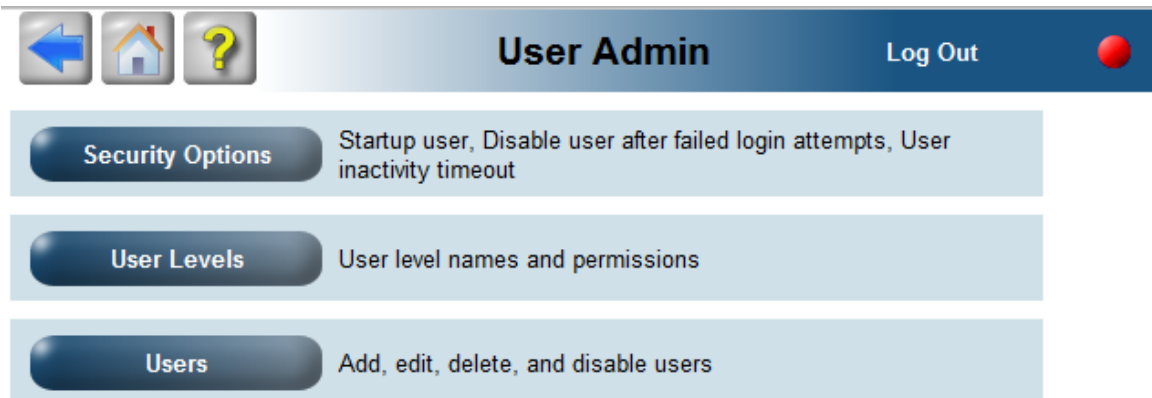 User Admin
Log Out
Security Options
Startup user, Disable user after failed login attempts, User
inactivity timeout
User Levels
User level names and permissions
Users
Add, edit, delete, and disable users